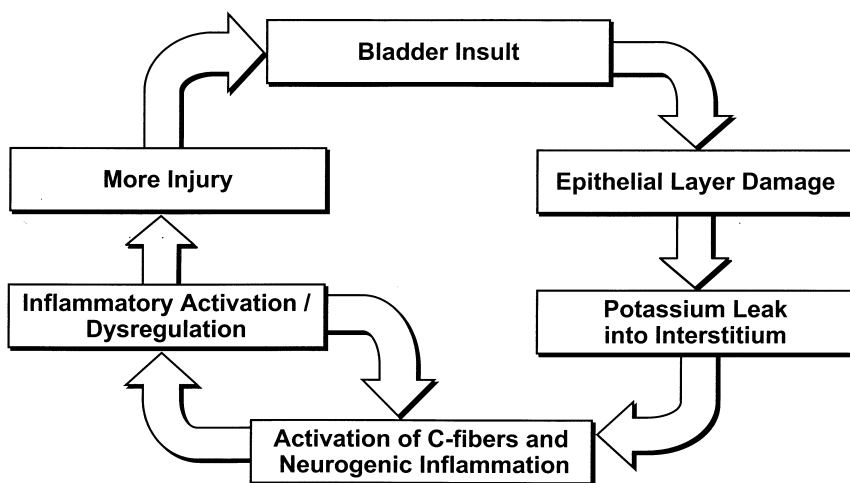 Bladder Insult
More Injury
Epithelial Layer Damage
Inflammatory Activation /
Dysregulation
Potassium Leak
into Interstitium
Activation of C-fibers and
Neurogenic Inflammation